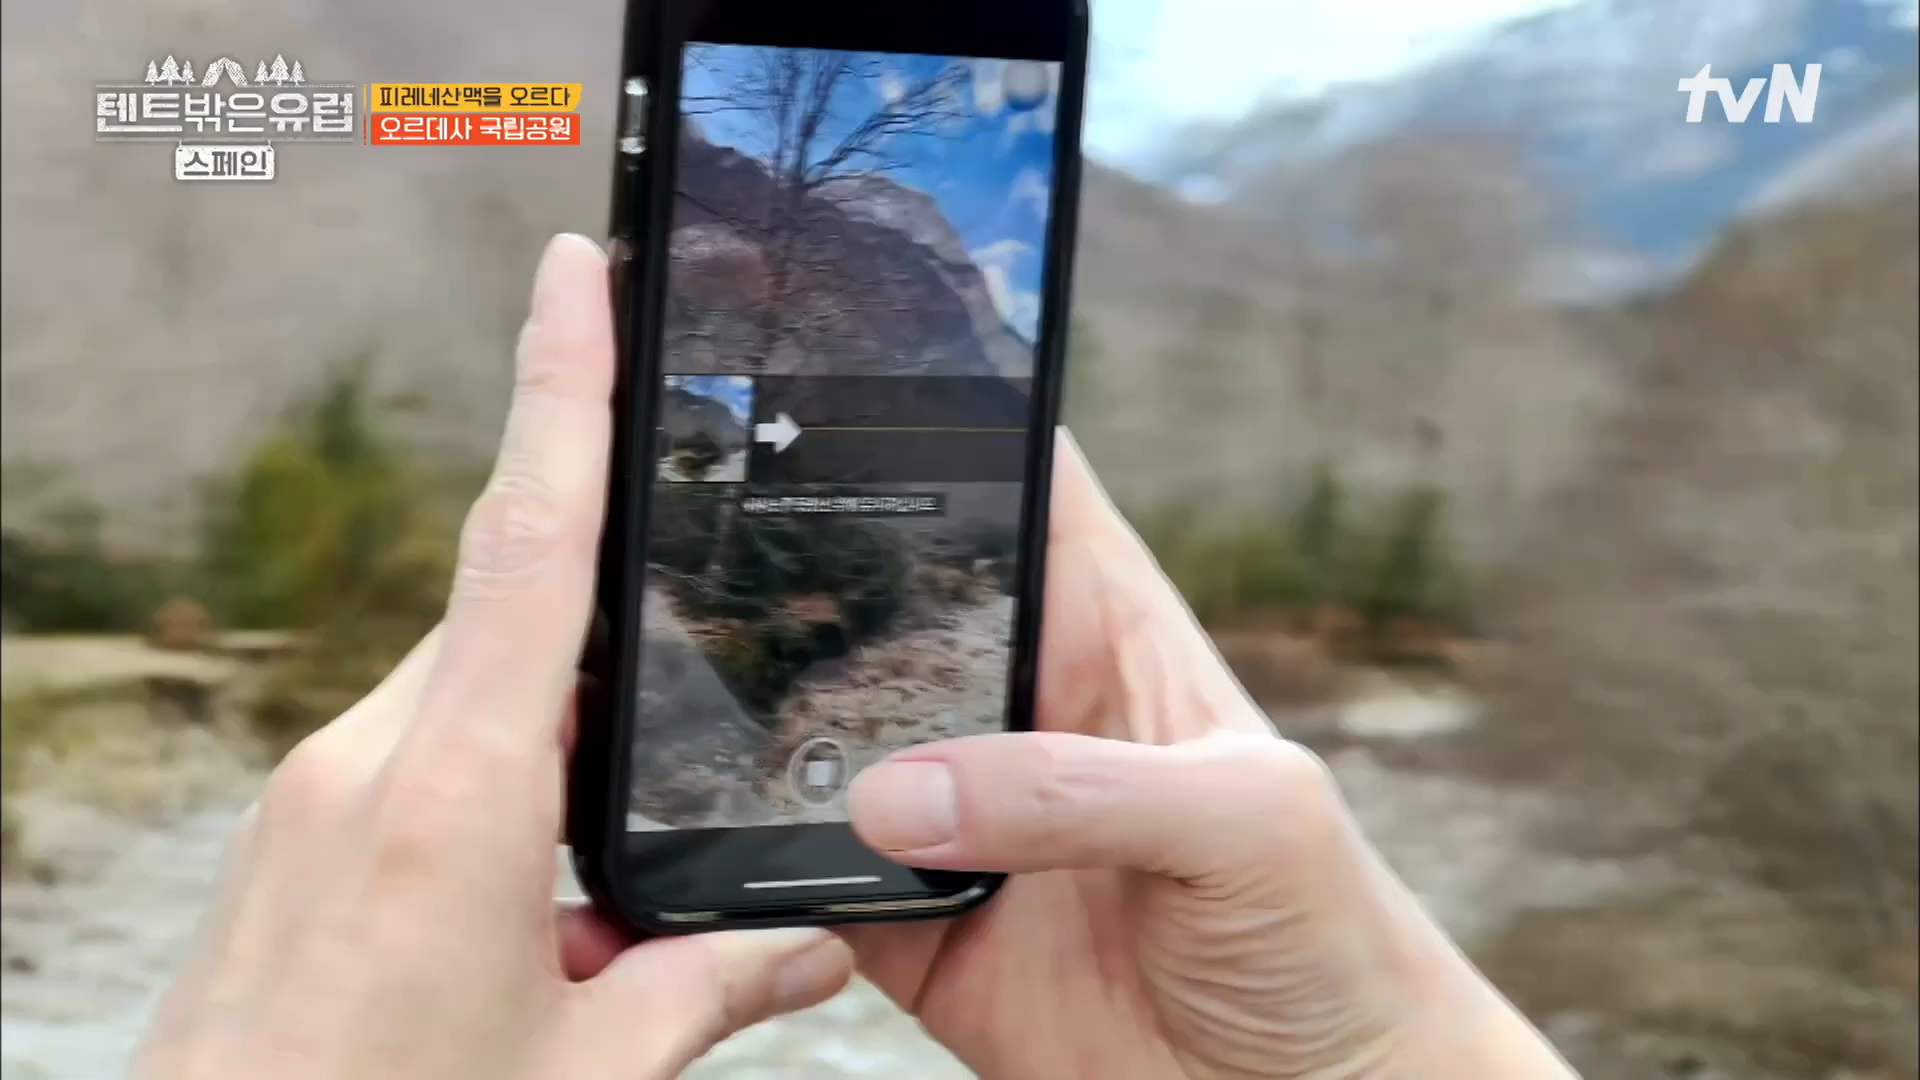 텐트밖은유럽
스페인
피레네산맥을 오르다
오르데사 국립공원
tvN